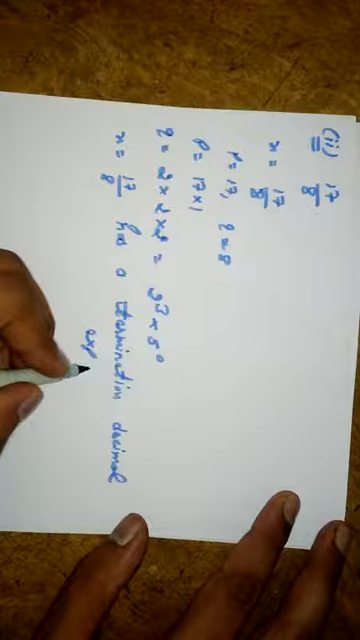 (ii) 17/8
x = 17/8
P = 17, q = 8
P = 17 × 1
q = 2 × 2 × 2 = 2³ × 5⁰
x = 17/8 has a termination decimal
exp